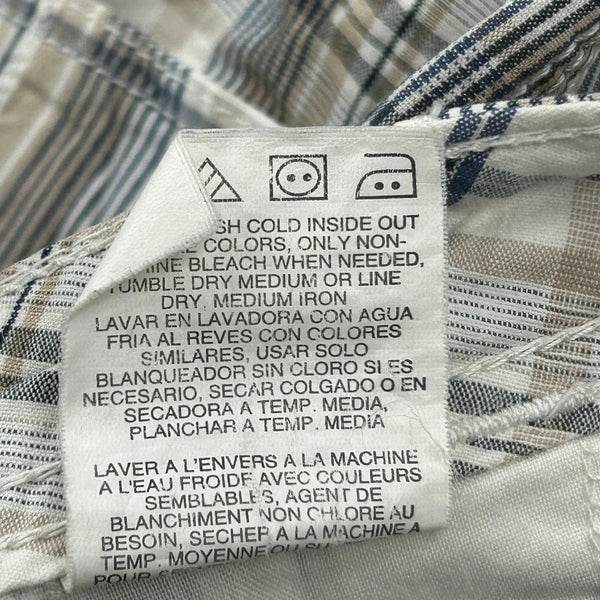 COLD INSIDE OUT
COLORS, ONLY NON-
BLEACH WHEN NEEDED,
TUMBLE DRY MEDIUM OR LINE
DRY, MEDIUM IRON
LAVAR EN LAVADORA CON AGUA
FRIA AL REVES CON COLORES
SIMILARES, USAR SOLO
BLANQUEADOR SIN CLORO SI ES
NECESARIO, SECAR COLGADO O EN
SECADORA A TEMP. MEDIA,
PLANCHAR A TEMP. MEDIA
LAVER A L'ENVERS A LA MACHINE
A L'EAU FROIDE AVEC COULEURS
SEMBLABLES, AGENT DE
BLANCHIMENT NON CHLORE AU
BESOIN, SECHER A LA MACHINE A
TEMP. MOYENNE OU
POUR